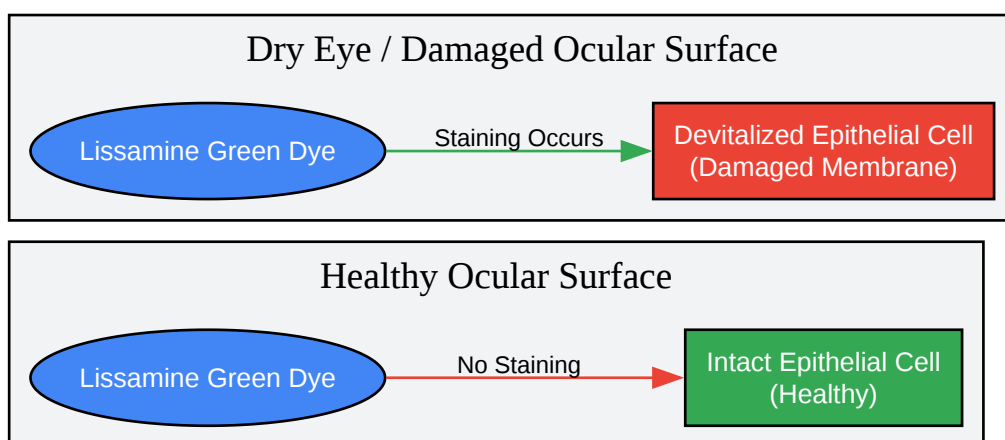 Dry Eye / Damaged Ocular Surface
Lissamine Green Dye
Staining Occurs
Devitalized Epithelial Cell
(Damaged Membrane)
Healthy Ocular Surface
Lissamine Green Dye
No Staining
Intact Epithelial Cell
(Healthy)